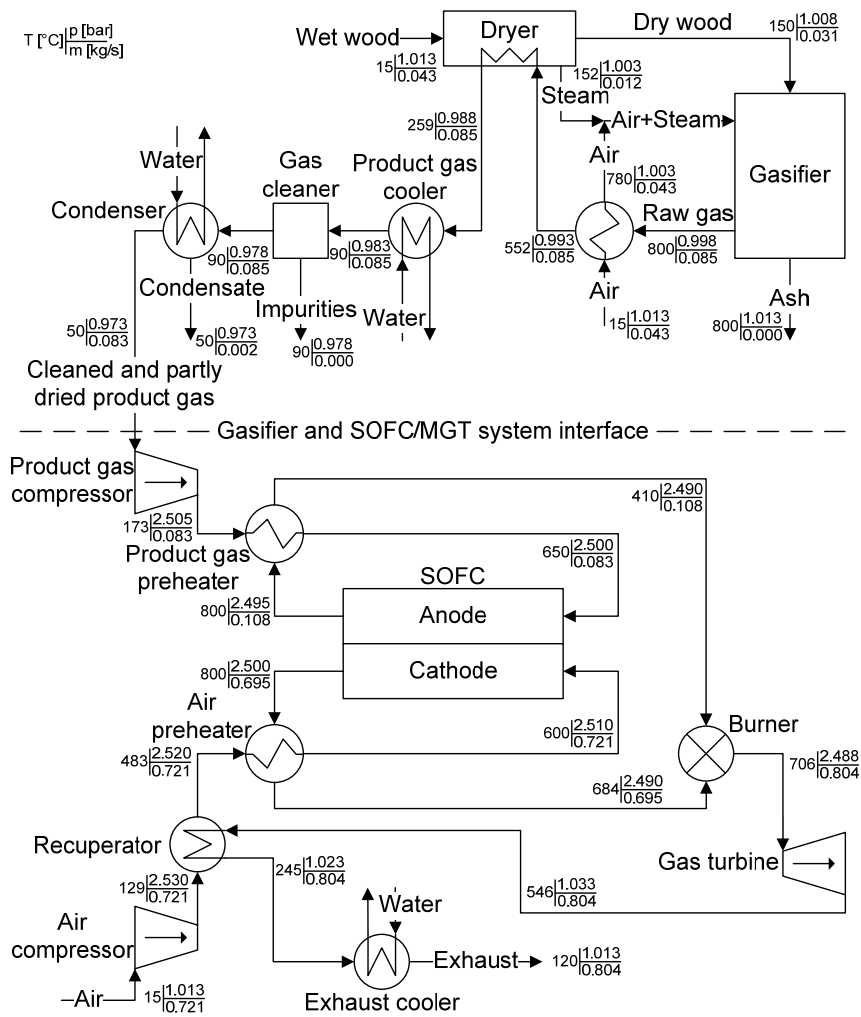 T [°C] p [bar]
m [kg/s]
Wet wood
Dryer
Dry wood
150 1.008
0.031
15 1.013
0.043
152 1.003
0.012
Steam
259 0.988
0.085
Air+Steam
Air
780 1.003
0.043
Gasifier
Water
Gas
cleaner
Product gas
cooler
Condenser
Raw gas
90 0.978
0.085
90 0.983
0.085
552 0.993
0.085
800 0.998
0.085
Condensate
Impurities
Water
Air
Ash
50 0.973
0.083
50 0.973
0.002
90 0.978
0.000
15 1.013
0.043
800 1.013
0.000
Cleaned and partly
dried product gas
Gasifier and SOFC/MGT system interface
Product gas
compressor
410 2.490
0.108
173 2.505
0.083
Product gas
preheater
650 2.500
0.083
SOFC
Anode
800 2.495
0.108
Cathode
800 2.500
0.695
Air
preheater
600 2.510
0.721
Burner
483 2.520
0.721
706 2.488
0.804
684 2.490
0.695
Recuperator
Gas turbine
245 1.023
0.804
129 2.530
0.721
546 1.033
0.804
Water
Air
compressor
Exhaust
120 1.013
0.804
Air
15 1.013
0.721
Exhaust cooler